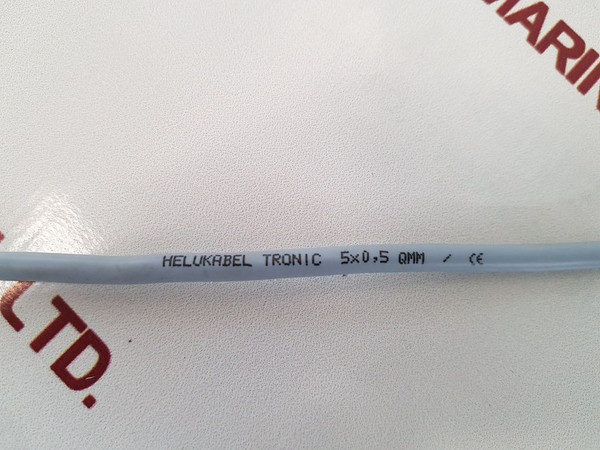 MARIN
HELUKABEL TRONIC 5x0,5 QMM / CE
LTD.